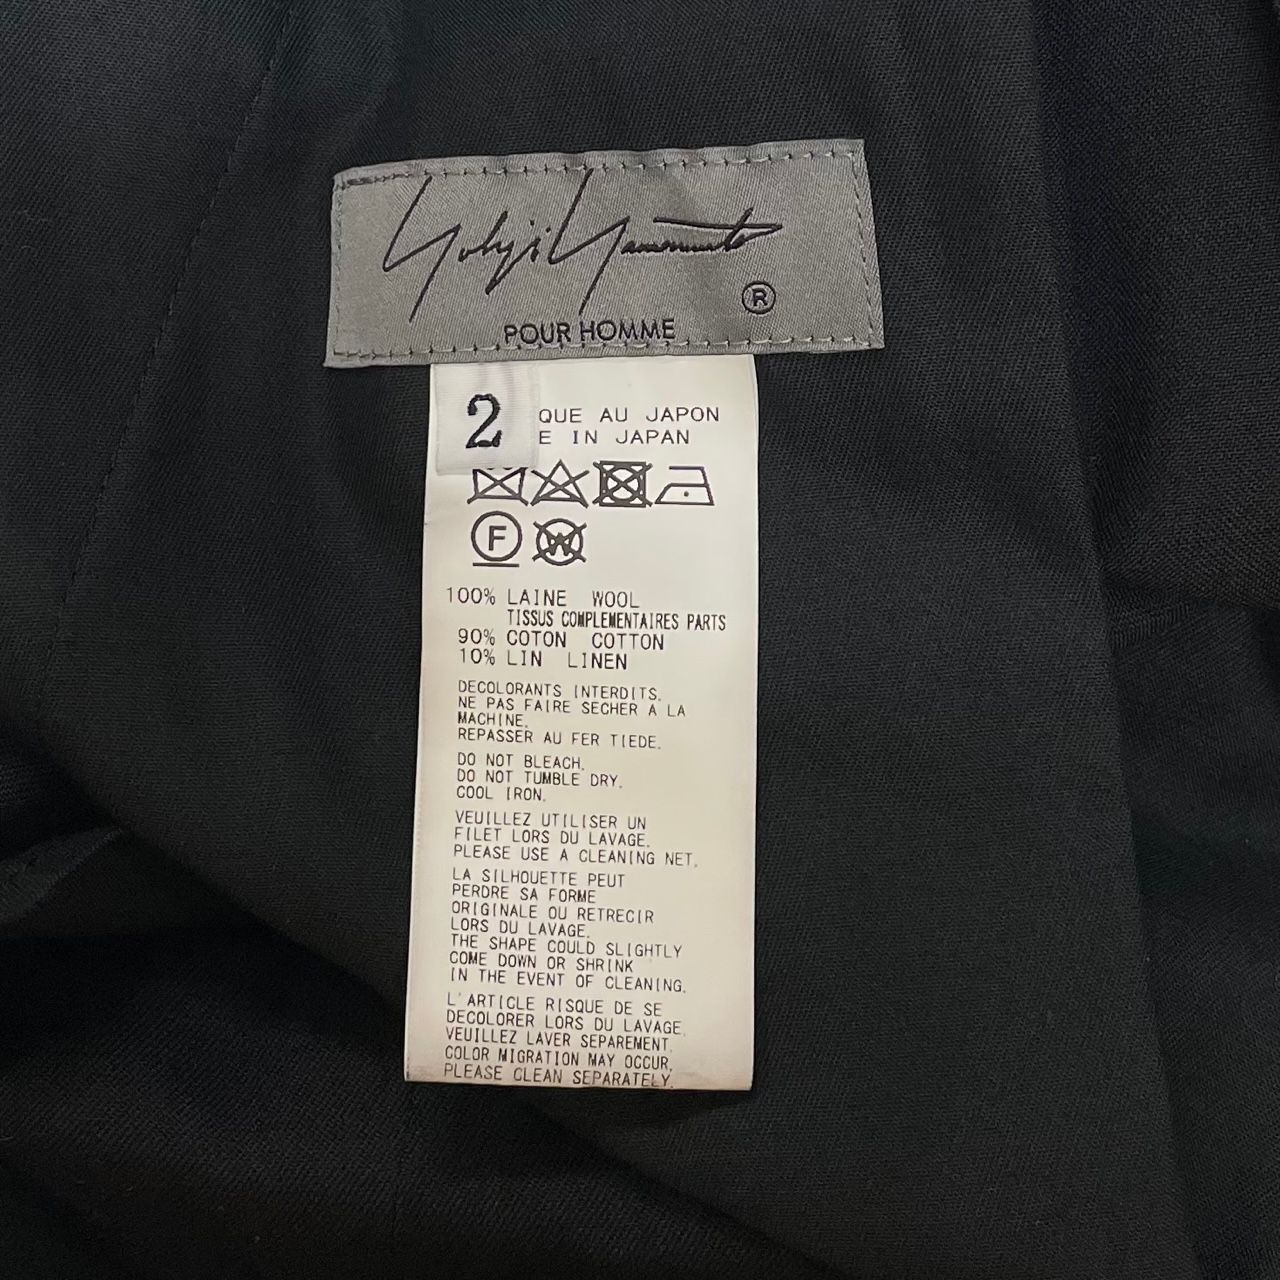 Yohji Yamamoto
®
POUR HOMME
2
QUE AU JAPON
E IN JAPAN
F
W
100% LAINE WOOL
TISSUS COMPLEMENTAIRES PARTS
90% COTON COTTON
10% LIN LINEN
DECOLORANTS INTERDITS.
NE PAS FAIRE SECHER A LA
MACHINE.
REPASSER AU FER TIEDE.
DO NOT BLEACH.
DO NOT TUMBLE DRY.
COOL IRON.
VEUILLEZ UTILISER UN
FILET LORS DU LAVAGE.
PLEASE USE A CLEANING NET.
LA SILHOUETTE PEUT
PERDRE SA FORME
ORIGINALE OU RETRECIR
LORS DU LAVAGE.
THE SHAPE COULD SLIGHTLY
COME DOWN OR SHRINK
IN THE EVENT OF CLEANING.
L'ARTICLE RISQUE DE SE
DECOLORER LORS DU LAVAGE.
VEUILLEZ LAVER SEPAREMENT.
COLOR MIGRATION MAY OCCUR.
PLEASE CLEAN SEPARATELY.